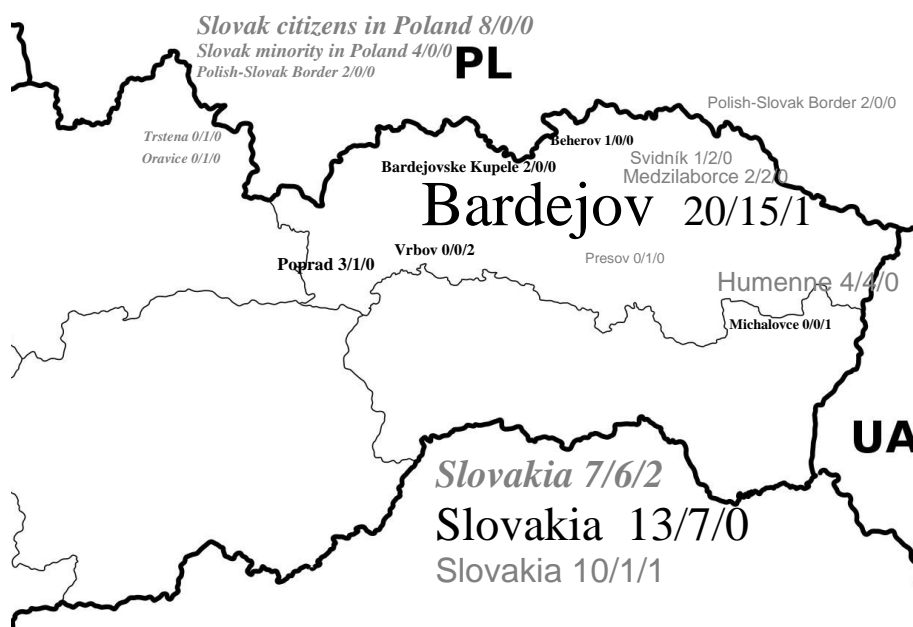 Slovak citizens in Poland 8/0/0
Slovak minority in Poland 4/0/0
PL
Polish-Slovak Border 2/0/0
Polish-Slovak Border 2/0/0
Trstena 0/1/0
Beherov 1/0/0
Oravice 0/1/0
Svidník 1/2/0
Bardejovske Kupele 2/0/0
Medzilaborce 2/2/0
Bardejov 20/15/1
Vrbov 0/0/2
Presov 0/1/0
Poprad 3/1/0
Humenne 4/4/0
Michalovce 0/0/1
UA
Slovakia 7/6/2
Slovakia 13/7/0
Slovakia 10/1/1